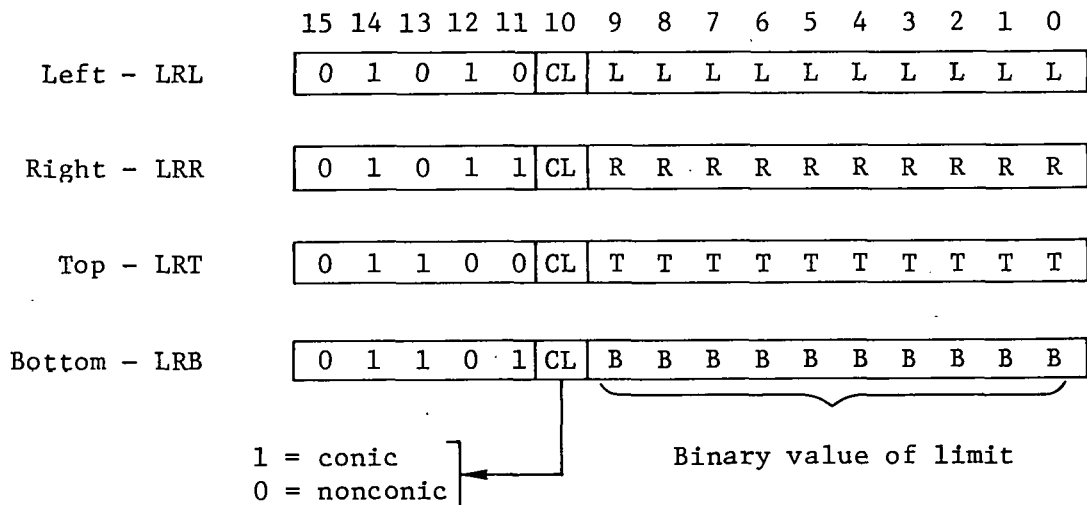 15 14 13 12 11 10 9 8 7 6 5 4 3 2 1 0
Left - LRL 0 1 0 1 0 CL L L L L L L L L L L
Right - LRR 0 1 0 1 1 CL R R R R R R R R R R
Top - LRT 0 1 1 0 0 CL T T T T T T T T T T
Bottom - LRB 0 1 1 0 1 CL B B B B B B B B B B
1 = conic
0 = nonconic
Binary value of limit